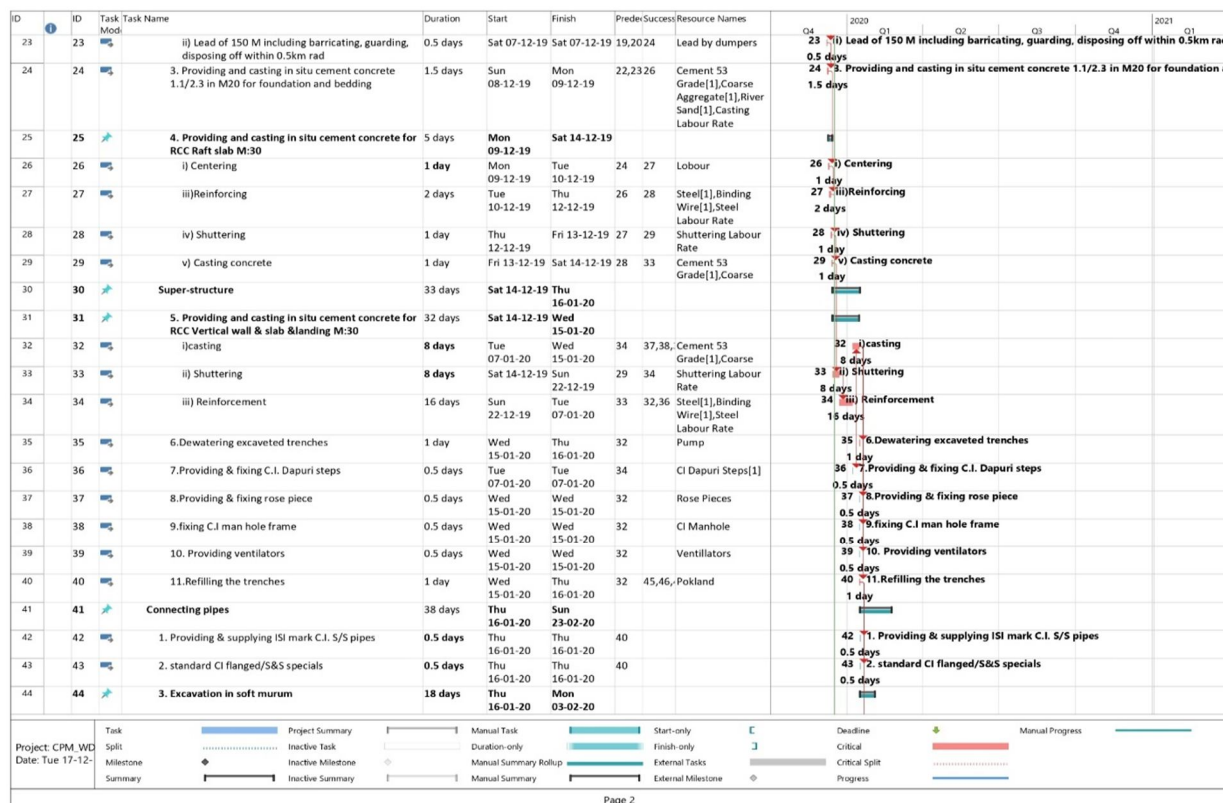 ID ID Task Mode Task Name Duration Start Finish Prede Success Resource Names 2020 2021
Q4 Q1 Q2 Q3 Q4 Q1
23 23 ii) Lead of 150 M including barricating, guarding, 0.5 days Sat 07-12-19 Sat 07-12-19 19,20 24 Lead by dumpers 23 ii) Lead of 150 M including barricating, guarding, disposing off within 0.5km rad
disposing off within 0.5km rad 0.5 days
24 24 3. Providing and casting in situ cement concrete 1.5 days Sun Mon 22,23 26 Cement 53 24 3. Providing and casting in situ cement concrete 1.1/2.3 in M20 for foundation
1.1/2.3 in M20 for foundation and bedding 08-12-19 09-12-19 Grade[1],Coarse 1.5 days
Aggregate[1],River
Sand[1],Casting
Labour Rate
25 25 4. Providing and casting in situ cement concrete for 5 days Mon Sat 14-12-19
RCC Raft slab M:30 09-12-19
26 26 i) Centering 1 day Mon Tue 24 27 Lobour 26 i) Centering
09-12-19 10-12-19 1 day
27 27 iii)Reinforcing 2 days Tue Thu 26 28 Steel[1],Binding 27 iii)Reinforcing
10-12-19 12-12-19 Wire[1],Steel 2 days
Labour Rate
28 28 iv) Shuttering 1 day Thu Fri 13-12-19 27 29 Shuttering Labour 28 iv) Shuttering
12-12-19 Rate 1 day
29 29 v) Casting concrete 1 day Fri 13-12-19 Sat 14-12-19 28 33 Cement 53 29 v) Casting concrete
Grade[1],Coarse 1 day
30 30 Super-structure 33 days Sat 14-12-19 Thu
16-01-20
31 31 5. Providing and casting in situ cement concrete for 32 days Sat 14-12-19 Wed
RCC Vertical wall & slab &landing M:30 15-01-20
32 32 i)casting 8 days Tue Wed 34 37,38, Cement 53 32 i)casting
07-01-20 15-01-20 Grade[1],Coarse 8 days
33 33 ii) Shuttering 8 days Sat 14-12-19 Sun 29 34 Shuttering Labour 33 ii) Shuttering
22-12-19 Rate 8 days
34 34 iii) Reinforcement 16 days Sun Tue 33 32,36 Steel[1],Binding 34 iii) Reinforcement
22-12-19 07-01-20 Wire[1],Steel 16 days
Labour Rate
35 35 6.Dewatering excaveted trenches 1 day Wed Thu 32 Pump 35 6.Dewatering excaveted trenches
15-01-20 16-01-20 1 day
36 36 7.Providing & fixing C.I. Dapuri steps 0.5 days Tue Tue 34 CI Dapuri Steps[1] 36 7.Providing & fixing C.I. Dapuri steps
07-01-20 07-01-20 0.5 days
37 37 8.Providing & fixing rose piece 0.5 days Wed Wed 32 Rose Pieces 37 8.Providing & fixing rose piece
15-01-20 15-01-20 0.5 days
38 38 9.fixing C.I man hole frame 0.5 days Wed Wed 32 CI Manhole 38 9.fixing C.I man hole frame
15-01-20 15-01-20 0.5 days
39 39 10. Providing ventilators 0.5 days Wed Wed 32 Ventillators 39 10. Providing ventilators
15-01-20 15-01-20 0.5 days
40 40 11.Refilling the trenches 1 day Wed Thu 32 45,46, Pokland 40 11.Refilling the trenches
15-01-20 16-01-20 1 day
41 41 Connecting pipes 38 days Thu Sun
16-01-20 23-02-20
42 42 1. Providing & supplying ISI mark C.I. S/S pipes 0.5 days Thu Thu 40 42 1. Providing & supplying ISI mark C.I. S/S pipes
16-01-20 16-01-20 0.5 days
43 43 2. standard CI flanged/S&S specials 0.5 days Thu Thu 40 43 2. standard CI flanged/S&S specials
16-01-20 16-01-20 0.5 days
44 44 3. Excavation in soft murum 18 days Thu Mon
16-01-20 03-02-20
Project: CPM_WD
Date: Tue 17-12-
Task Project Summary Manual Task Start-only Deadline Manual Progress
Split Inactive Task Duration-only Finish-only Critical
Milestone Inactive Milestone Manual Summary Rollup External Tasks Critical Split
Summary Inactive Summary Manual Summary External Milestone Progress
Page 2